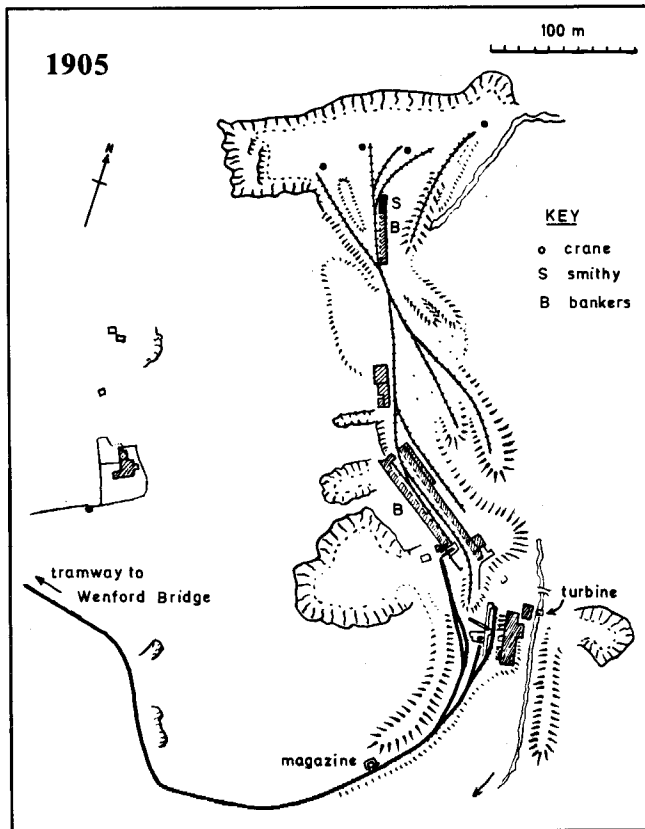 100 m
1905
N
S
B
KEY
o crane
S smithy
B bankers
B
tramway to
Wenford Bridge
turbine
magazine